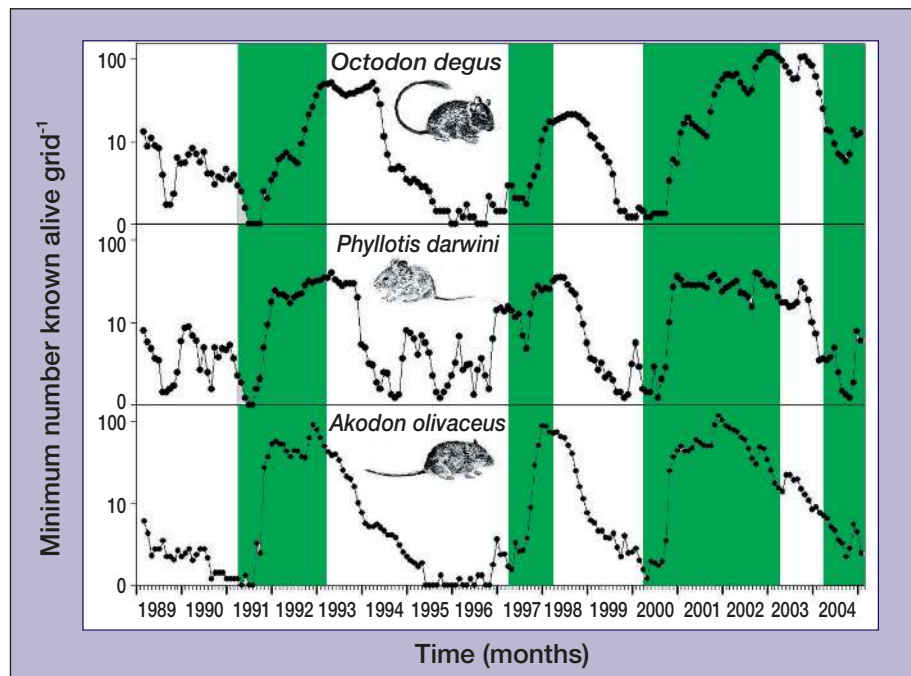 Minimum number known alive grid-1
100
10
0
Octodon degus
100
10
0
Phyllotis darwini
100
10
0
Akodon olivaceus
1989 1990 1991 1992 1993 1994 1995 1996 1997 1998 1999 2000 2001 2002 2003 2004
Time (months)